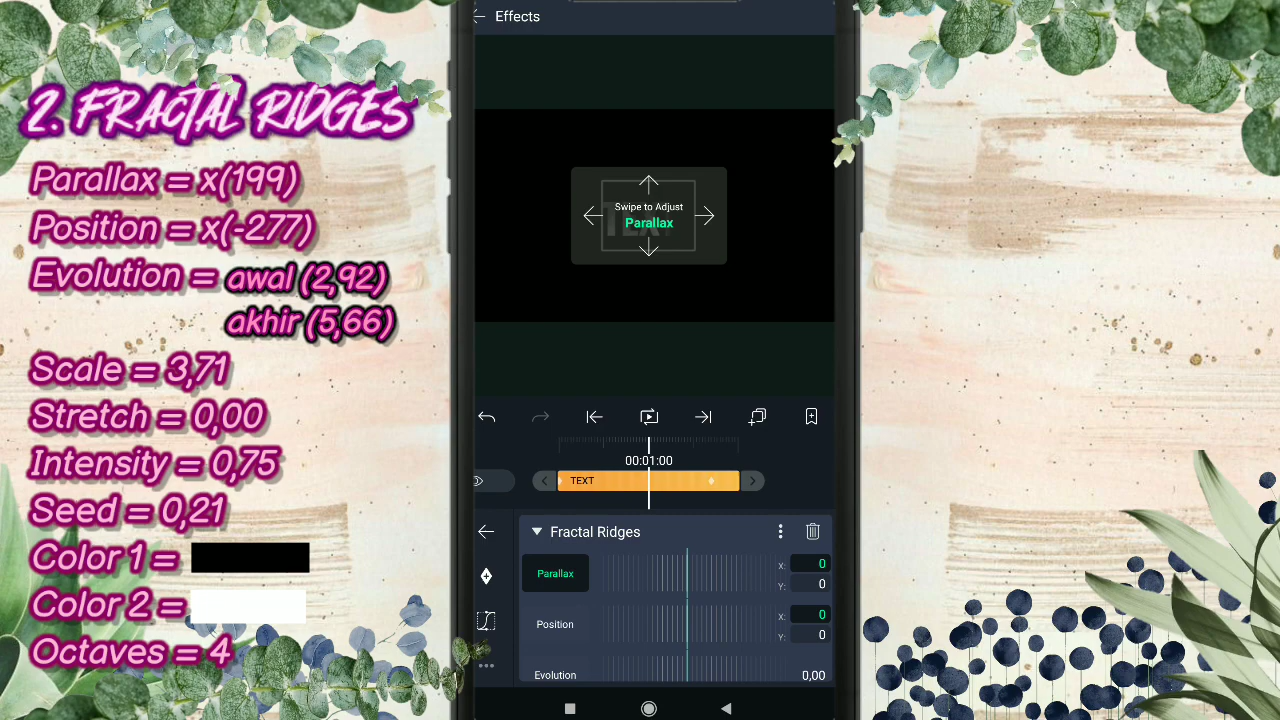 2. FRACTAL RIDGES
Parallax = x(199)
Position = x(-277)
Evolution = awal (2,92)
akhir (5,66)
Scale = 3,71
Stretch = 0,00
Intensity = 0,75
Seed = 0,21
Color 1 =
Color 2 =
Octaves = 4
Effects
TEXT
Swipe to Adjust
Parallax
00:01:00
TEXT
Fractal Ridges
Parallax
X: 0
Y: 0
Position
X: 0
Y: 0
Evolution
0,00